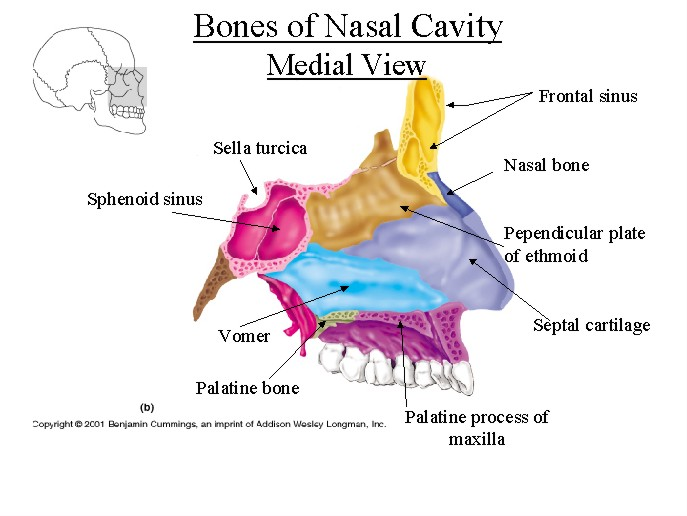 Bones of Nasal Cavity
Medial View
Frontal sinus
Sella turcica
Nasal bone
Sphenoid sinus
Pependicular plate
of ethmoid
Septal cartilage
Vomer
Palatine bone
(b)
Palatine process of
maxilla
Copyright © 2001 Benjamin Cummings, an imprint of Addison Wesley Longman, Inc.